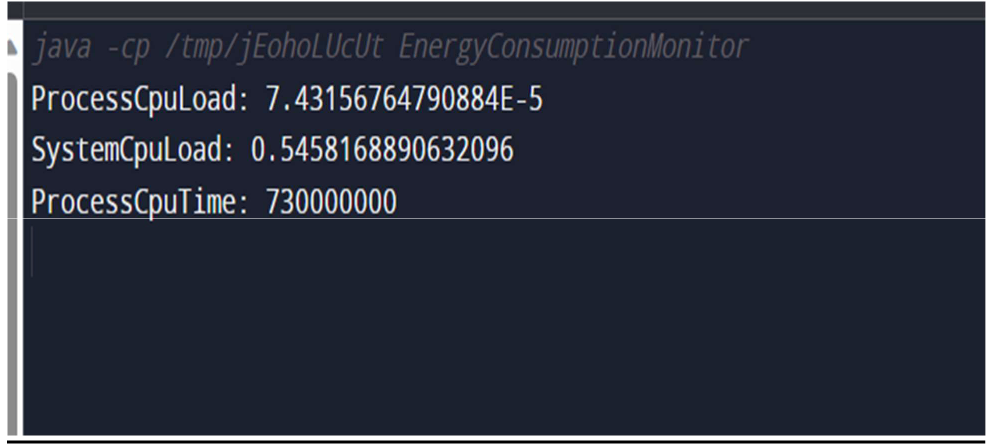 java -cp /tmp/jEohoLUcUt EnergyConsumptionMonitor
ProcessCpuLoad: 7.43156764790884E-5
SystemCpuLoad: 0.5458168890632096
ProcessCpuTime: 730000000